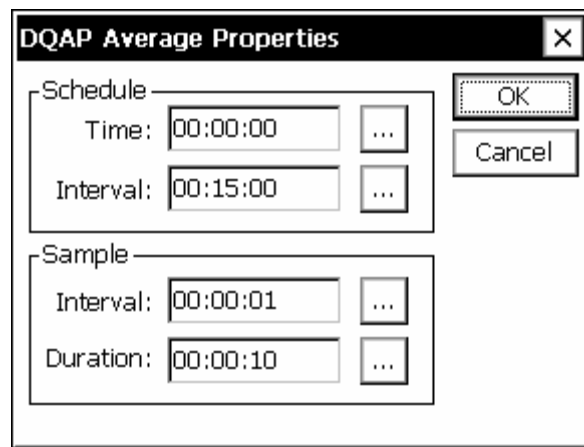 DQAP Average Properties
Schedule
Time: 00:00:00 ...
Interval: 00:15:00 ...
Sample
Interval: 00:00:01 ...
Duration: 00:00:10 ...
OK
Cancel